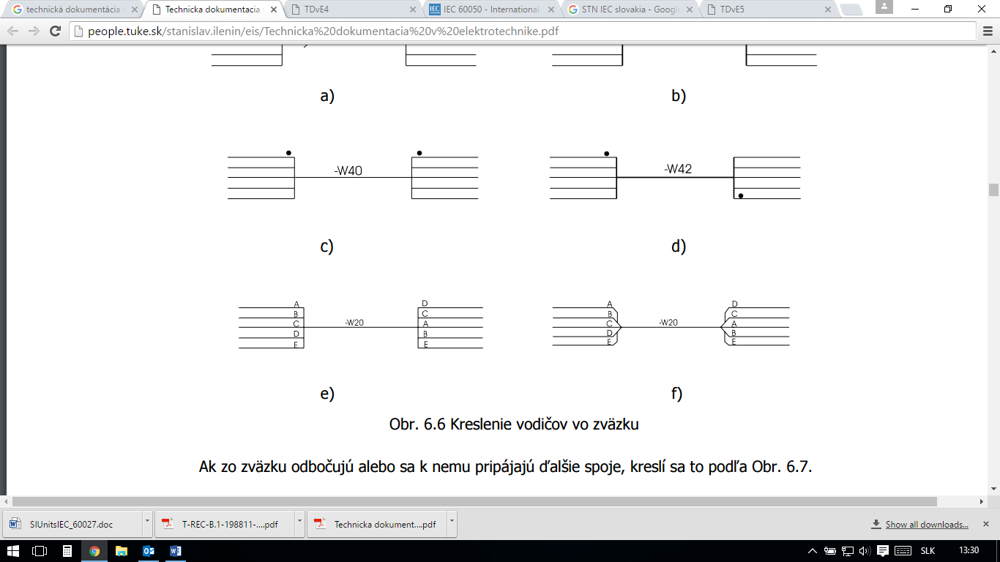 technická dokumentácia
Technicka dokumentacia
TDvE4
IEC 60050 - International
STN IEC slovakia - Google
TDvE5
people.tuke.sk/stanislav.ilenin/eis/Technicka%20dokumentacia%20v%20elektrotechnike.pdf
a)
b)
-W40
-W42
c)
d)
A
B
C
D
E
-W20
D
C
A
B
E
A
B
C
D
E
-W20
D
C
A
B
E
e)
f)
Obr. 6.6 Kreslenie vodičov vo zväzku
Ak zo zväzku odbočujú alebo sa k nemu pripájajú ďalšie spoje, kreslí sa to podľa Obr. 6.7.
SIUnitsIEC_60027.doc
T-REC-B.1-198811-....pdf
Technicka dokument....pdf
Show all downloads...
SLK
13:30